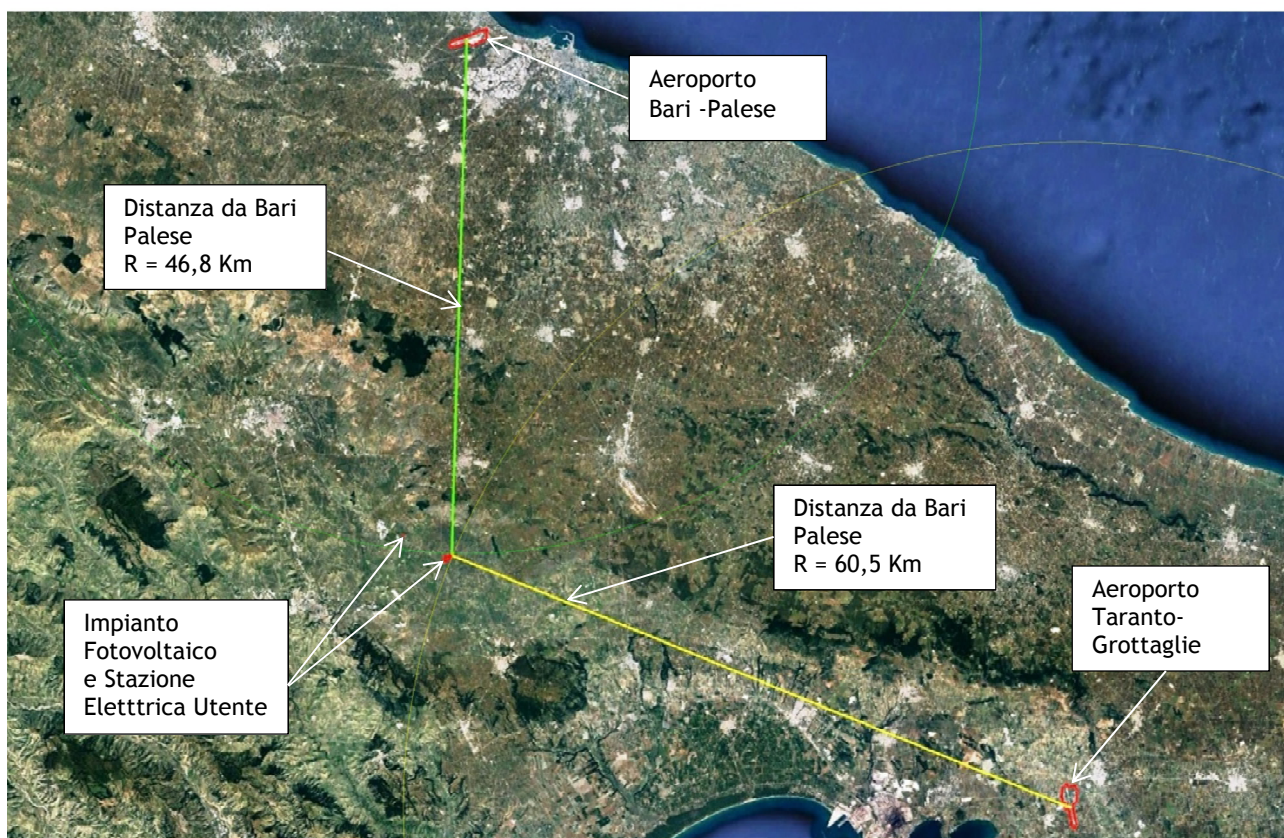 Aeroporto
Bari -Palese
Distanza da Bari
Palese
R = 46,8 Km
Distanza da Bari
Palese
R = 60,5 Km
Aeroporto
Taranto-
Grottaglie
Impianto
Fotovoltaico
e Stazione
Eletttrica Utente